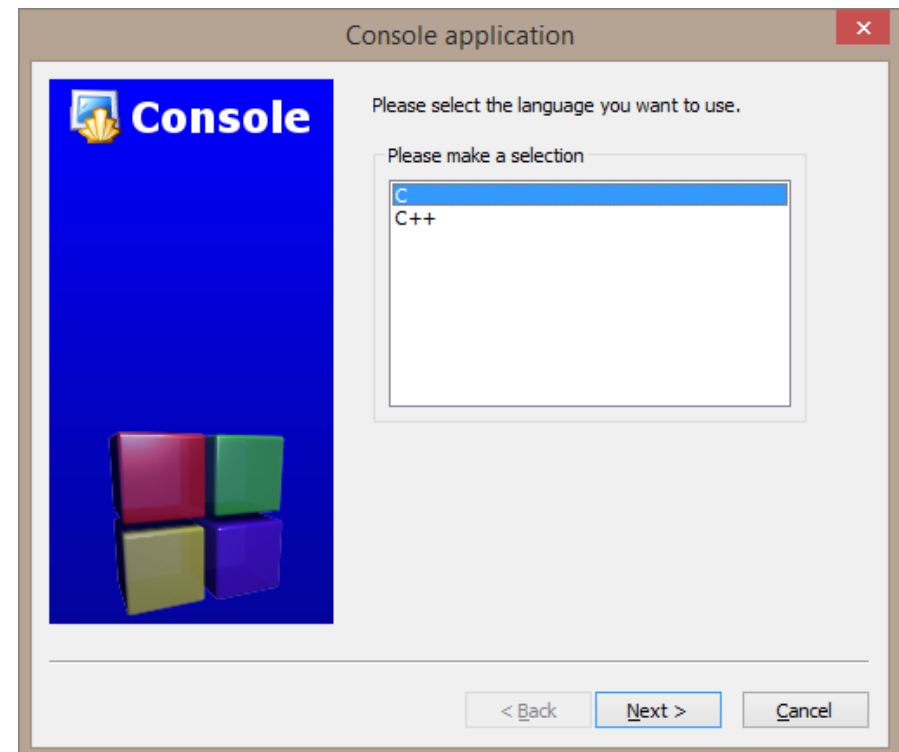 Console application
Console
Please select the language you want to use.
Please make a selection
C
C++
< Back
Next >
Cancel